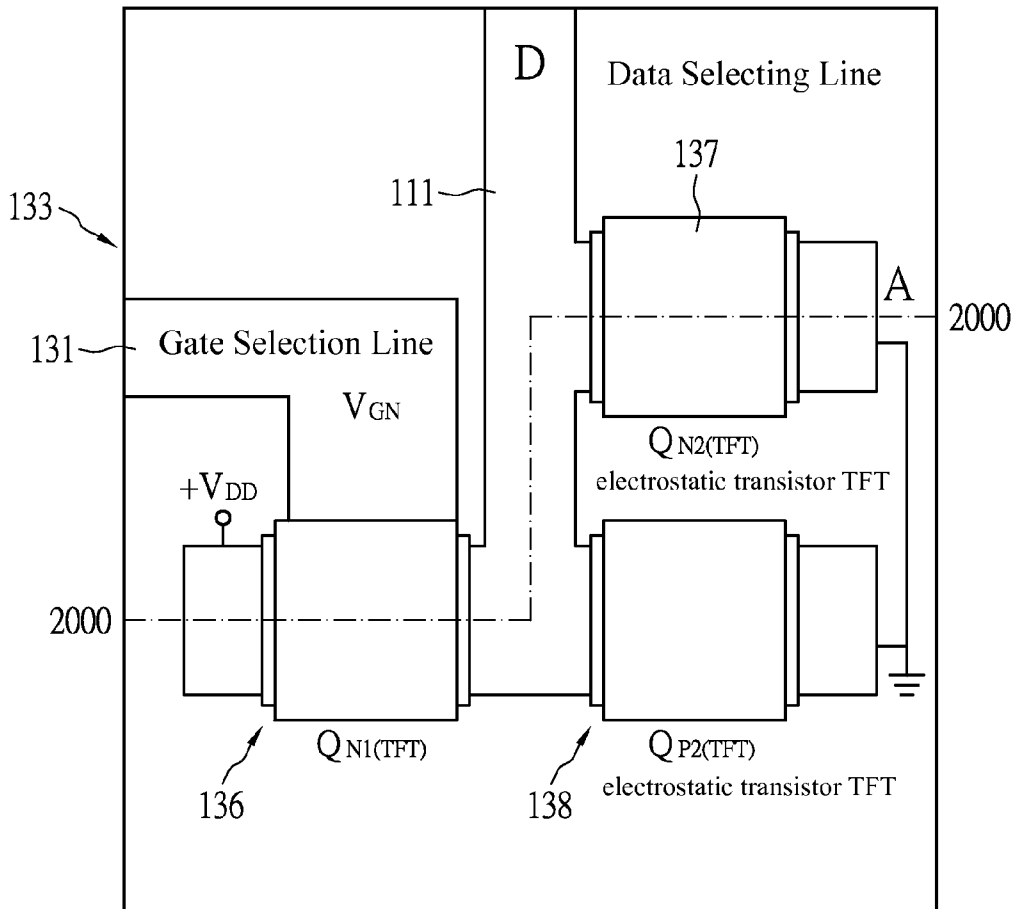 D
Data Selecting Line
137
111
133
A
2000
131
Gate Selection Line
VGN
QN2(TFT)
electrostatic transistor TFT
+VDD
2000
QN1(TFT)
QP2(TFT)
electrostatic transistor TFT
136
138